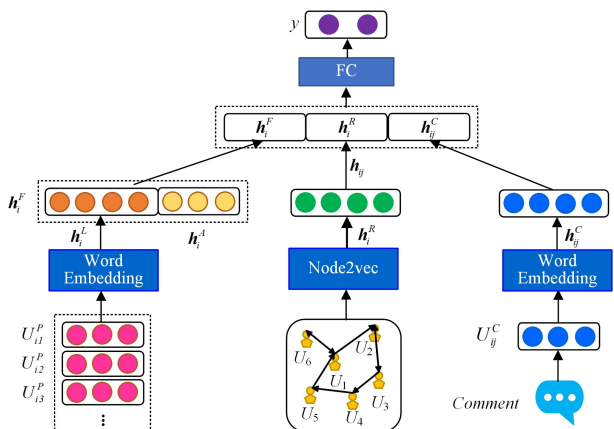 y
FC
h_i^F h_i^R h_ij^C
h_ij
h_i^F
h_i^L h_i^A h_i^R h_ij^C
Word Embedding
Node2vec
Word Embedding
U_i1^P
U_i2^P
U_i3^P
⋮
U_6 U_2
U_1
U_3
U_5 U_4
U_ij^C
Comment